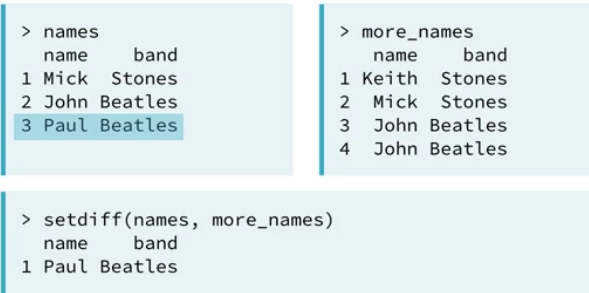 > names
name band
1 Mick Stones
2 John Beatles
3 Paul Beatles
> more_names
name band
1 Keith Stones
2 Mick Stones
3 John Beatles
4 John Beatles
> setdiff(names, more_names)
name band
1 Paul Beatles